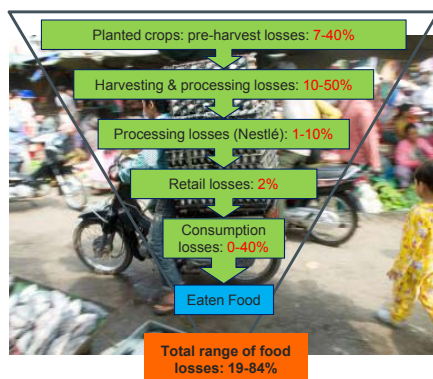 Planted crops: pre-harvest losses: 7-40%
Harvesting & processing losses: 10-50%
Processing losses (Nestlé): 1-10%
Retail losses: 2%
Consumption
losses: 0-40%
Eaten Food
Total range of food
losses: 19-84%